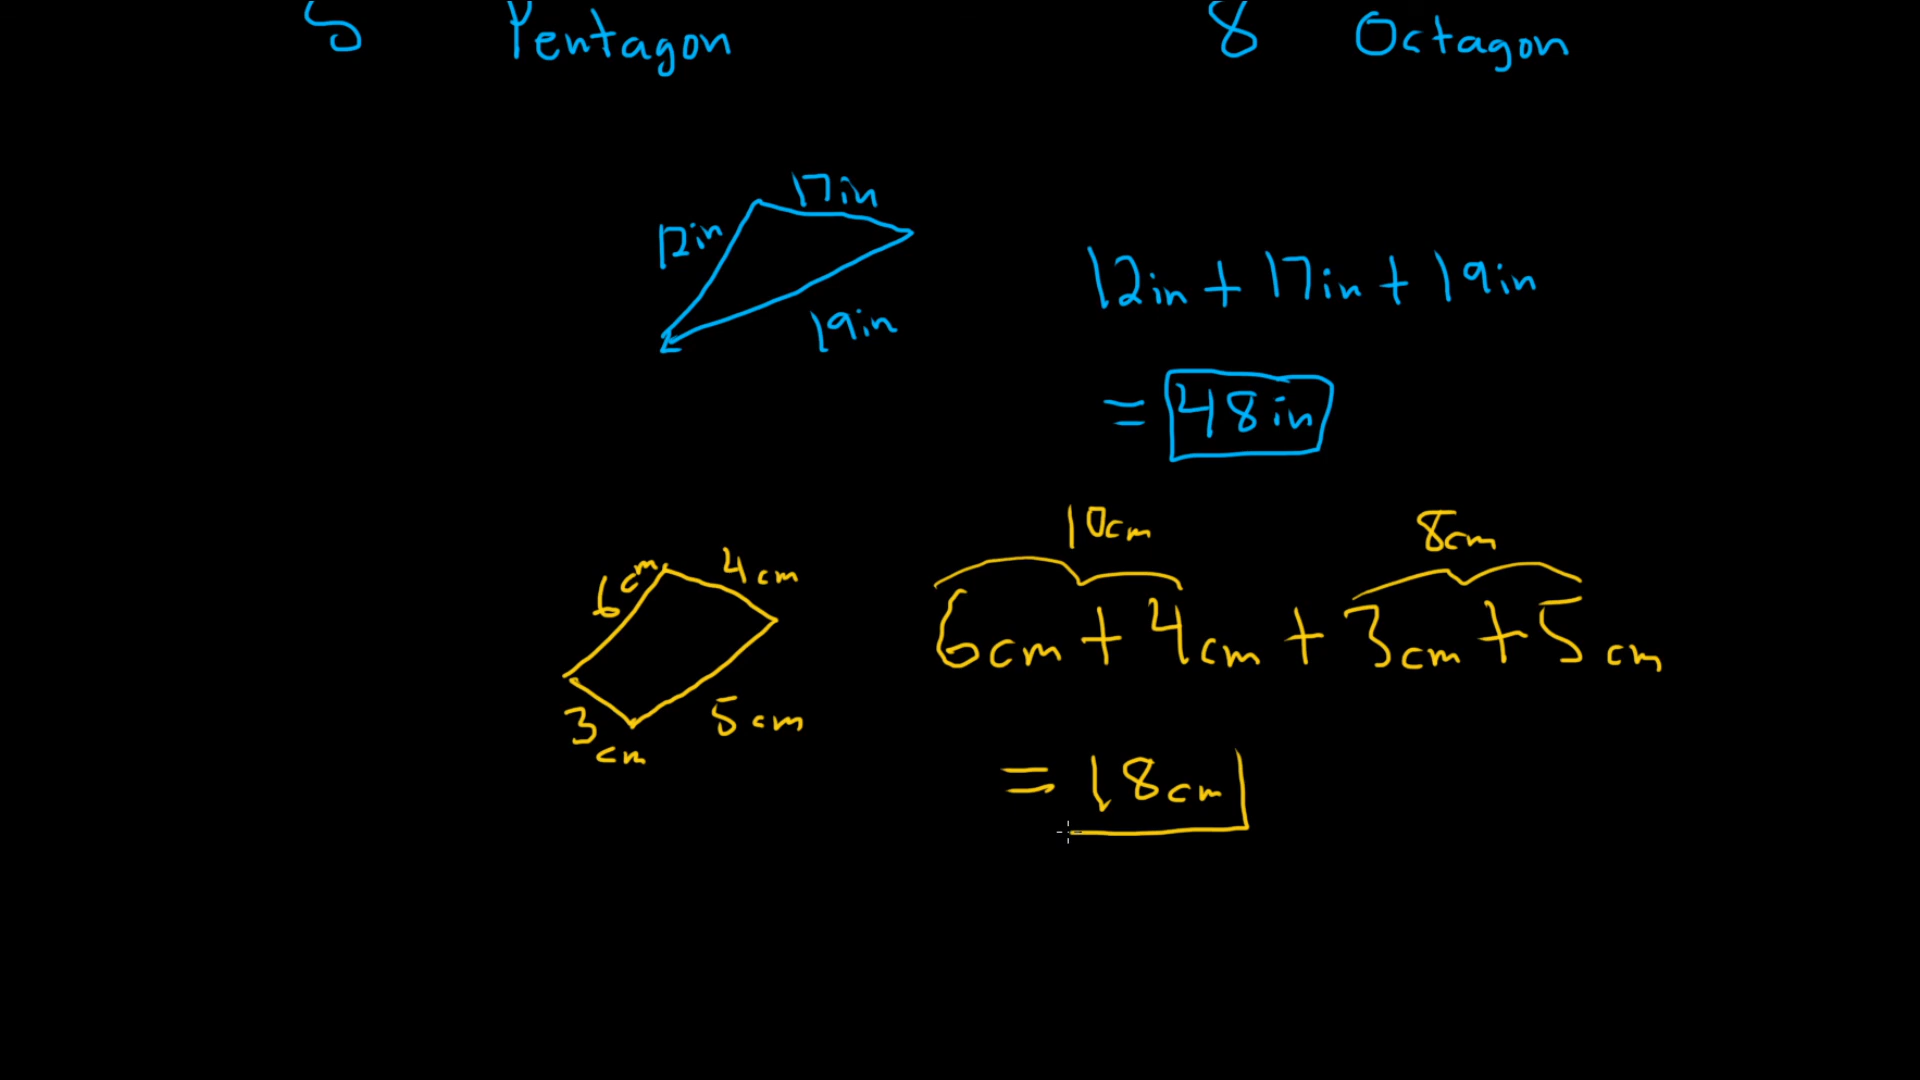 5 Pentagon 8 Octagon
17in
12in
19in
12in + 17in + 19in
= 48in
10cm 8cm
6cm 4cm
6cm + 4cm + 3cm + 5cm
3cm 5cm
= 18cm